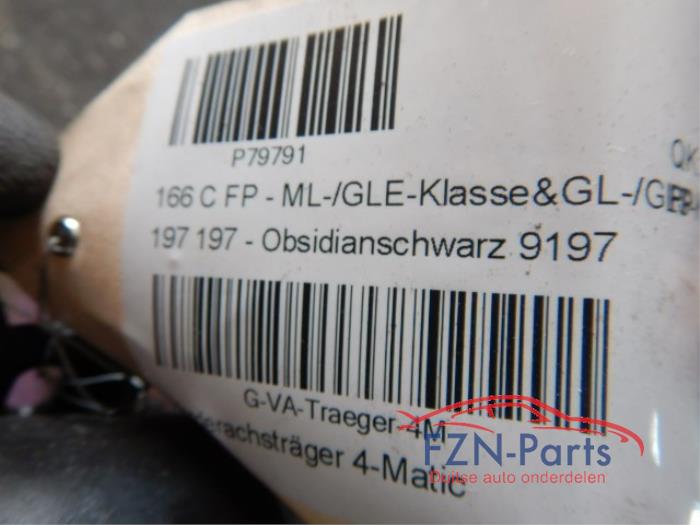 P79791
166 C FP - ML-/GLE-Klasse&GL-/
197 197 - Obsidianschwarz 9197
G-VA-Traeger-4M
4-Matic
FZN-Parts
Duitse auto onderdelen